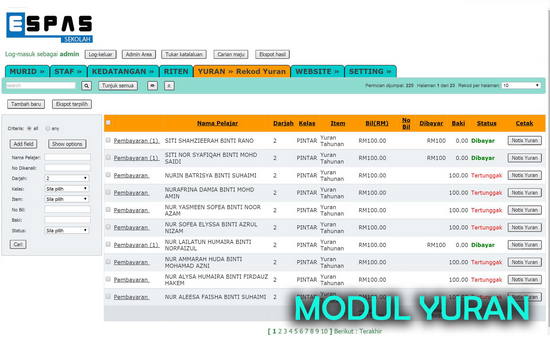 ESPAS
SEKOLAH
Log-masuk sebagai admin Log-keluar Admin Area Tukar katalaluan Carian maju Eksport hasil
MURID » STAF » KEDATANGAN » RITEN YURAN » Rekod Yuran WEBSITE » SETTING »
search Tunjuk semua Permintaan dijumpai: 225 Halaman 1 dari 23 Rekod per halaman: 10
Tambah baru Eksport terpilih
Criteria: all any
Add field Show options
Nama Pelajar:
No Dikenali:
Darjah: 2
Kelas: Sila pilih
Item: Sila pilih
No Bil:
Baki:
Status: Sila pilih
Cari
Nama Pelajar Darjah Kelas Item Bil(RM) No Bil Dibayar Baki Status Cetak
Pembayaran (1) SITI SHAHZIEERAH BINTI RANO 2 PINTAR Yuran Tahunan RM100.00 RM100 0.00 Dibayar Notis Yuran
Pembayaran (1) SITI NOR SYAFIQAH BINTI MOHD SAIDI 2 PINTAR Yuran Tahunan RM100.00 RM100 0.00 Dibayar Notis Yuran
Pembayaran NURIN BATRISYA BINTI SUHAIMI 2 PINTAR Yuran Tahunan RM100.00 100.00 Tertunggak Notis Yuran
Pembayaran NURAFRINA DAMIA BINTI MOHD AMIN 2 PINTAR Yuran Tahunan RM100.00 100.00 Tertunggak Notis Yuran
Pembayaran NUR YASMEEN SOFEA BINTI NOOR AZAM 2 PINTAR Yuran Tahunan RM100.00 100.00 Tertunggak Notis Yuran
Pembayaran NUR SOFEA ELYSSA BINTI AZRUL NIZAM 2 PINTAR Yuran Tahunan RM100.00 100.00 Tertunggak Notis Yuran
Pembayaran (1) NUR LAILATUN HUMAIRA BINTI NORFAIZUL 2 PINTAR Yuran Tahunan RM100.00 RM100 0.00 Dibayar Notis Yuran
Pembayaran NUR AMMARAH HUDA BINTI MOHAMAD AZNI 2 PINTAR Yuran Tahunan RM100.00 100.00 Tertunggak Notis Yuran
Pembayaran NUR ALYSA HUMAIRA BINTI FIRDAUZ HAKEM 2 PINTAR Yuran Tahunan RM100.00 100.00 Tertunggak Notis Yuran
Pembayaran NUR ALEESA FAISHA BINTI SUHAIMI 2 PINTAR Yuran Tahunan RM100.00 100.00 Tertunggak Notis Yuran
MODUL YURAN
[ 1 2 3 4 5 6 7 8 9 10 ] Berikut : Terakhir